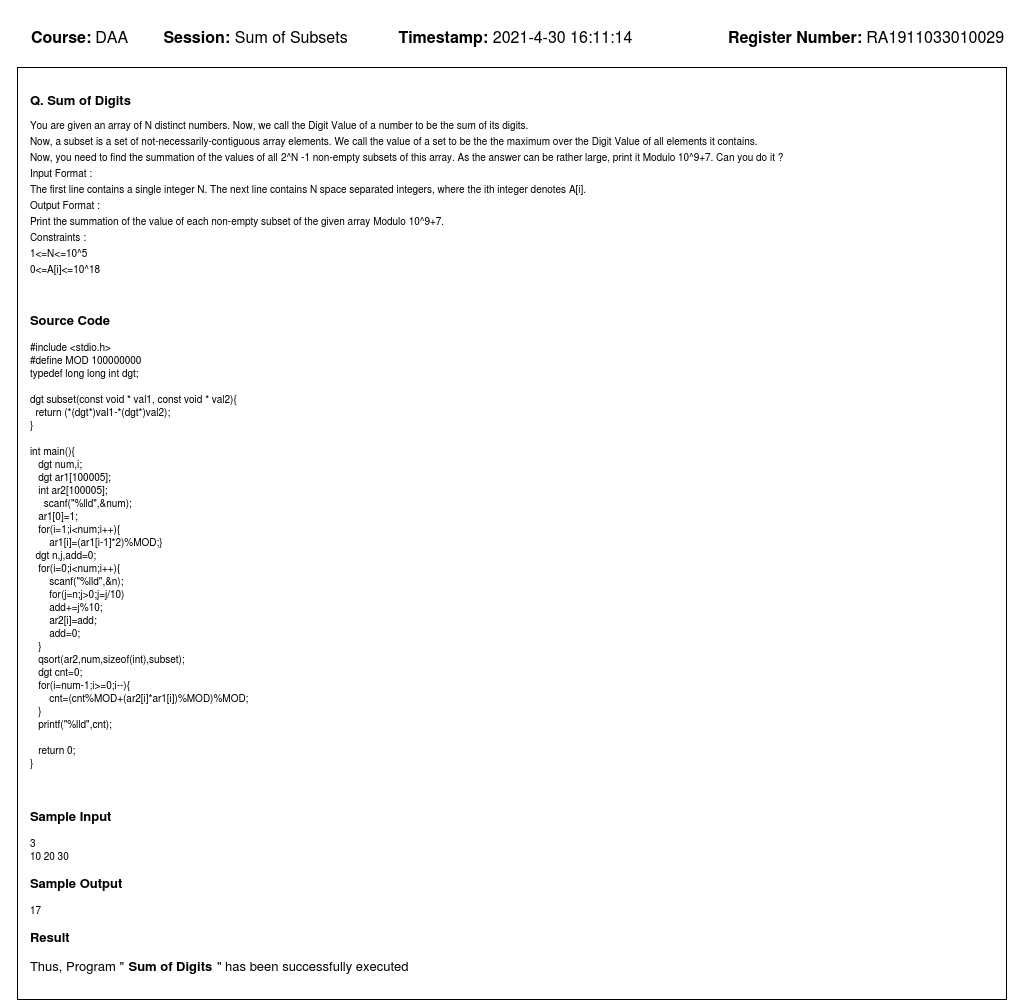 Course: DAA Session: Sum of Subsets Timestamp: 2021-4-30 16:11:14 Register Number: RA1911033010029
Q. Sum of Digits
You are given an array of N distinct numbers. Now, we call the Digit Value of a number to be the sum of its digits.
Now, a subset is a set of not-necessarily-contiguous array elements. We call the value of a set to be the the maximum over the Digit Value of all elements it contains.
Now, you need to find the summation of the values of all 2^N -1 non-empty subsets of this array. As the answer can be rather large, print it Modulo 10^9+7. Can you do it ?
Input Format :
The first line contains a single integer N. The next line contains N space separated integers, where the ith integer denotes A[i].
Output Format :
Print the summation of the value of each non-empty subset of the given array Modulo 10^9+7.
Constraints :
1<=N<=10^5
0<=A[i]<=10^18
Source Code
#include <stdio.h>
#define MOD 100000000
typedef long long int dgt;
dgt subset(const void * val1, const void * val2){
return (*(dgt*)val1-*(dgt*)val2);
}
int main(){
dgt num,i;
dgt ar1[100005];
int ar2[100005];
scanf("%lld",&num);
ar1[0]=1;
for(i=1;i<num;i++){
ar1[i]=(ar1[i-1]*2)%MOD;}
dgt n,j,add=0;
for(i=0;i<num;i++){
scanf("%lld",&n);
for(j=n;j>0;j=j/10)
add+=j%10;
ar2[i]=add;
add=0;
}
qsort(ar2,num,sizeof(int),subset);
dgt cnt=0;
for(i=num-1;i>=0;i--){
cnt=(cnt%MOD+(ar2[i]*ar1[i])%MOD)%MOD;
}
printf("%lld",cnt);
return 0;
}
Sample Input
3
10 20 30
Sample Output
17
Result
Thus, Program " Sum of Digits " has been successfully executed